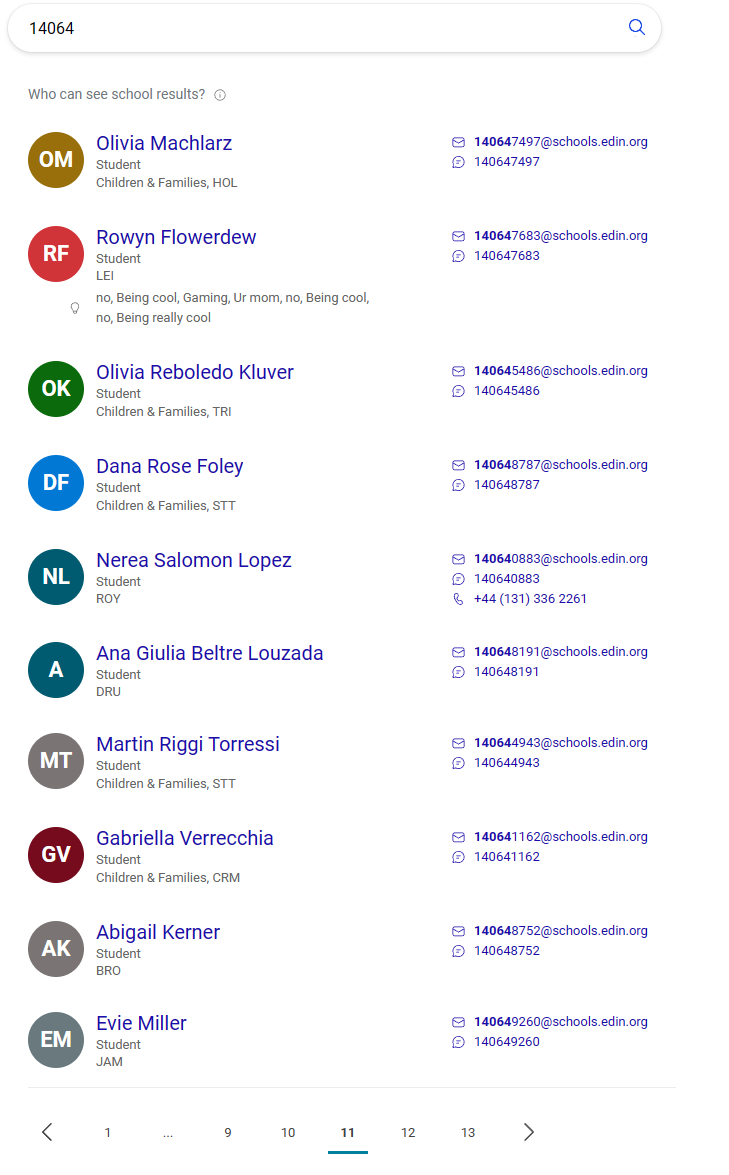 14064
Who can see school results?
OM
Olivia Machlarz
Student
Children & Families, HOL
140647497@schools.edin.org
140647497
RF
Rowyn Flowerdew
Student
LEI
no, Being cool, Gaming, Ur mom, no, Being cool,
no, Being really cool
140647683@schools.edin.org
140647683
OK
Olivia Reboledo Kluver
Student
Children & Families, TRI
140645486@schools.edin.org
140645486
DF
Dana Rose Foley
Student
Children & Families, STT
140648787@schools.edin.org
140648787
NL
Nerea Salomon Lopez
Student
ROY
140640883@schools.edin.org
140640883
+44 (131) 336 2261
A
Ana Giulia Beltre Louzada
Student
DRU
140648191@schools.edin.org
140648191
MT
Martin Riggi Torressi
Student
Children & Families, STT
140644943@schools.edin.org
140644943
GV
Gabriella Verrecchia
Student
Children & Families, CRM
140641162@schools.edin.org
140641162
AK
Abigail Kerner
Student
BRO
140648752@schools.edin.org
140648752
EM
Evie Miller
Student
JAM
140649260@schools.edin.org
140649260
1 ... 9 10 11 12 13